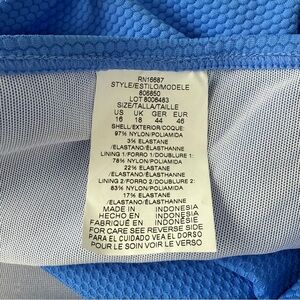 RN16687
STYLE/ESTILO/MODELE
806850
LOT 8006483
SIZE/TALLA/TAILLE
US UK GER EUR
16 18 44 46
SHELL/EXTERIOR/COQUE:
97% NYLON/POLIAMIDA
3% ELASTANE
/ELASTANO/ÉLASTHANNE
LINING 1/FORRO 1/DOUBLURE 1:
78% NYLON/POLIAMIDA
22% ELASTANE
/ELASTANO/ÉLASTHANNE
LINING 2/FORRO 2/DOUBLURE 2:
83% NYLON/POLIAMIDA
17% ELASTANE
/ELASTANO/ÉLASTHANNE
MADE IN INDONESIA
HECHO EN INDONESIA
FABRIQUÉ EN INDONÉSIE
FOR CARE SEE REVERSE SIDE
PARA EL CUIDADO VEA EL DORSO
POUR LE SOIN VOIR LE VERSO